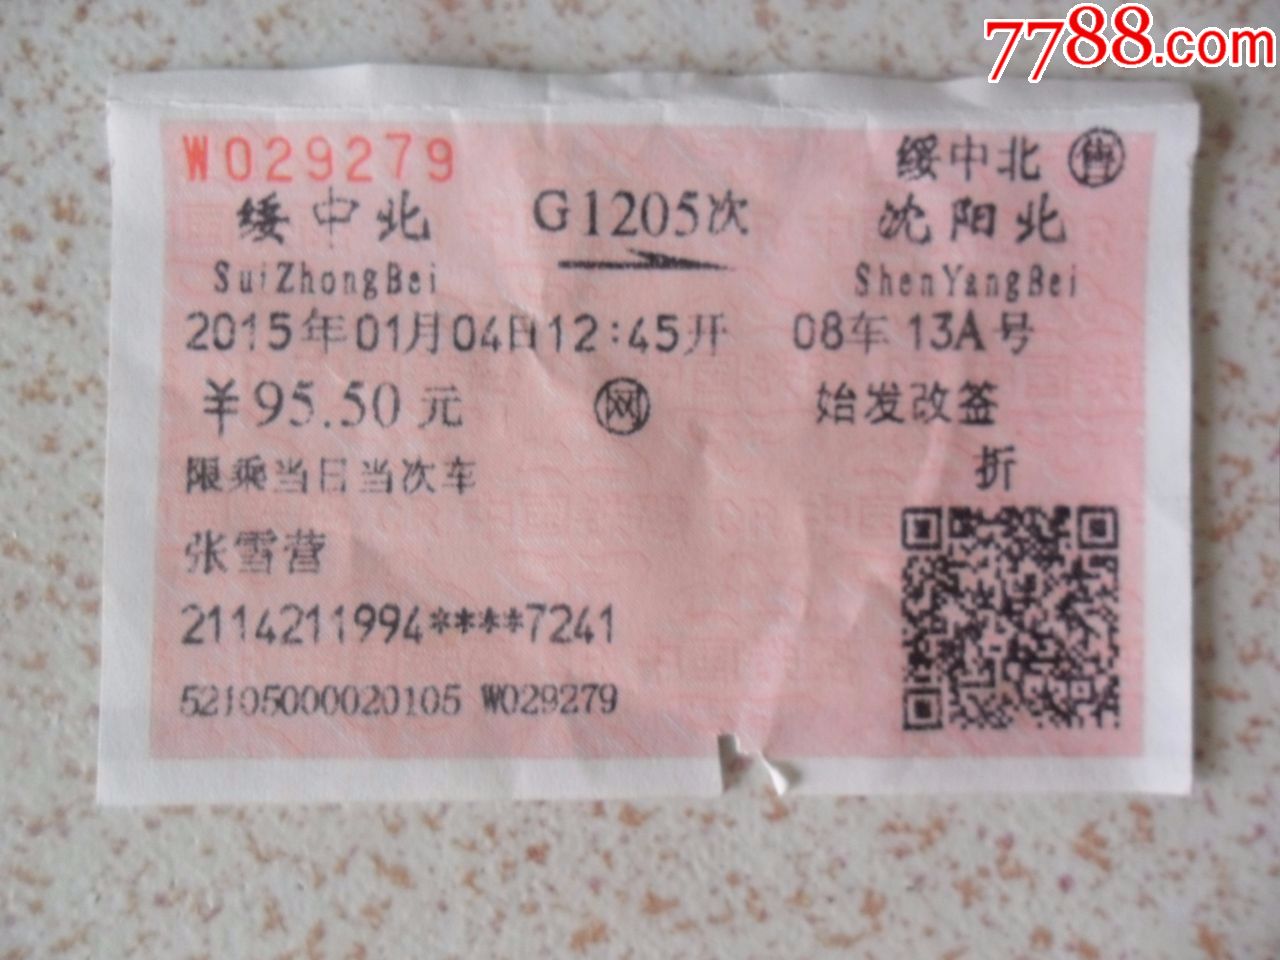 7788.com
W029279
绥中北 售
绥中北 G1205次 沈阳北
SuiZhongBei ShenYangBei
2015年01月04日12:45开 08车13A号
￥95.50元 网 始发改签
限乘当日当次车 折
张雪营
2114211994****7241
52105000020105 W029279